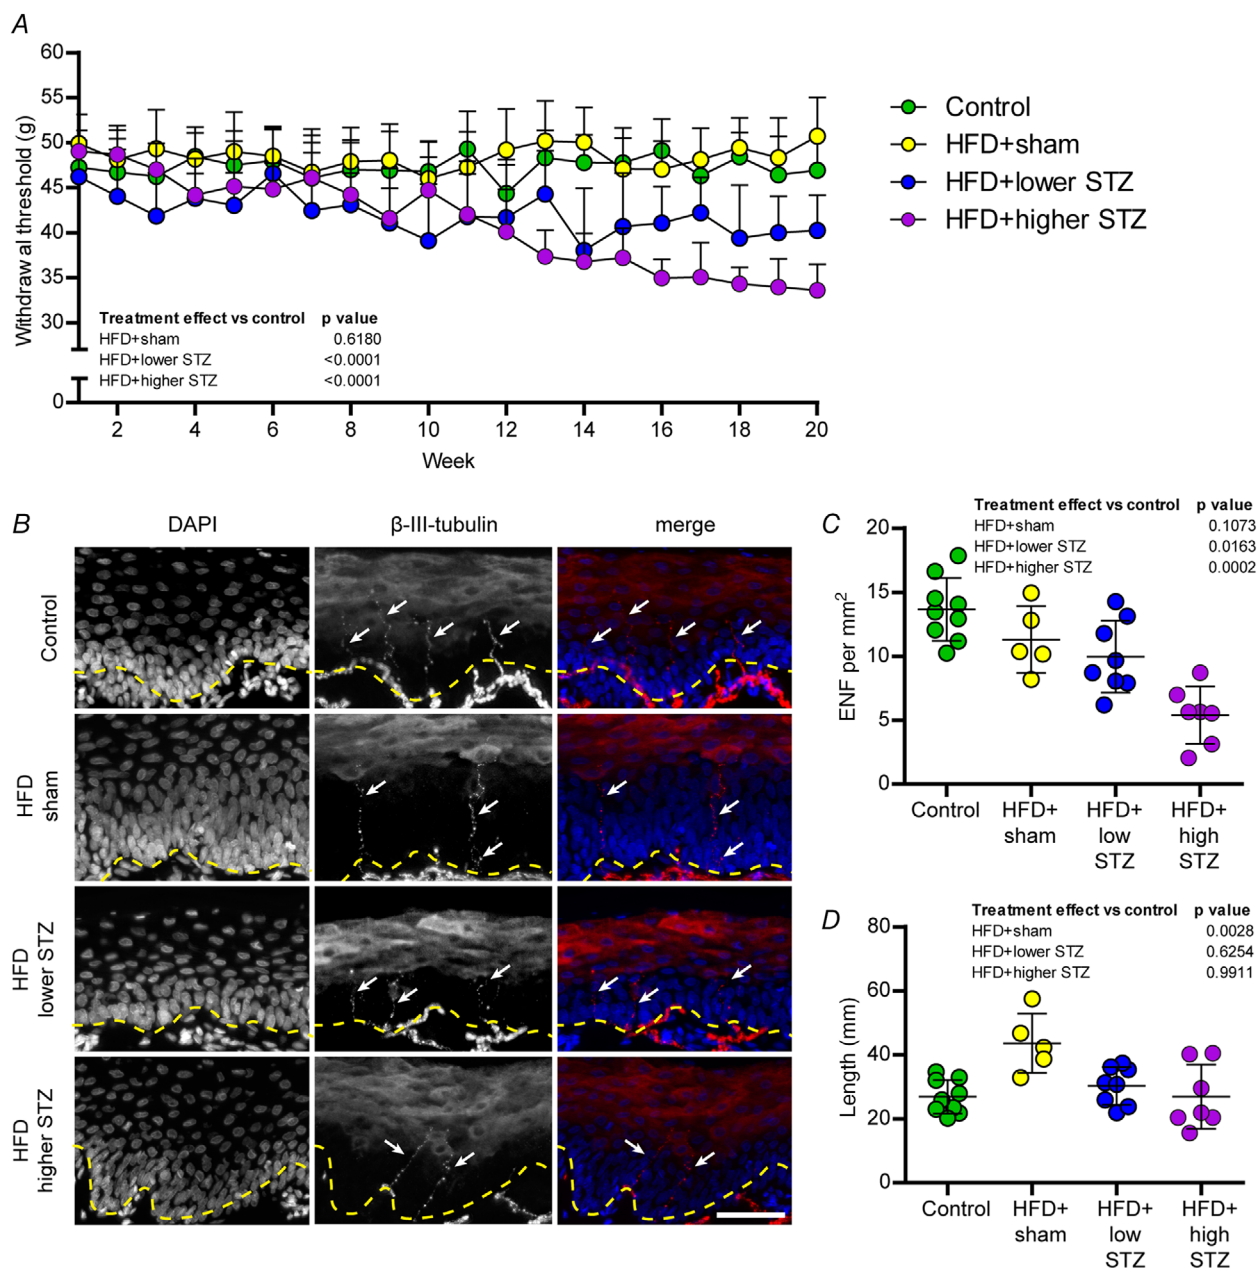 A
60
55
50
45
40
35
30
0
Withdrawal threshold (g)
Treatment effect vs control p value
HFD+sham 0.6180
HFD+lower STZ <0.0001
HFD+higher STZ <0.0001
2 4 6 8 10 12 14 16 18 20
Week
Control
HFD+sham
HFD+lower STZ
HFD+higher STZ
B
DAPI β-III-tubulin merge
Control
HFD
sham
HFD
lower STZ
HFD
higher STZ
C
Treatment effect vs control p value
HFD+sham 0.1073
HFD+lower STZ 0.0163
HFD+higher STZ 0.0002
20
15
10
5
0
ENF per mm²
Control HFD+ HFD+ HFD+
sham low high
STZ STZ
D
Treatment effect vs control p value
HFD+sham 0.0028
HFD+lower STZ 0.6254
HFD+higher STZ 0.9911
80
60
40
20
0
Length (mm)
Control HFD+ HFD+ HFD+
sham low high
STZ STZ